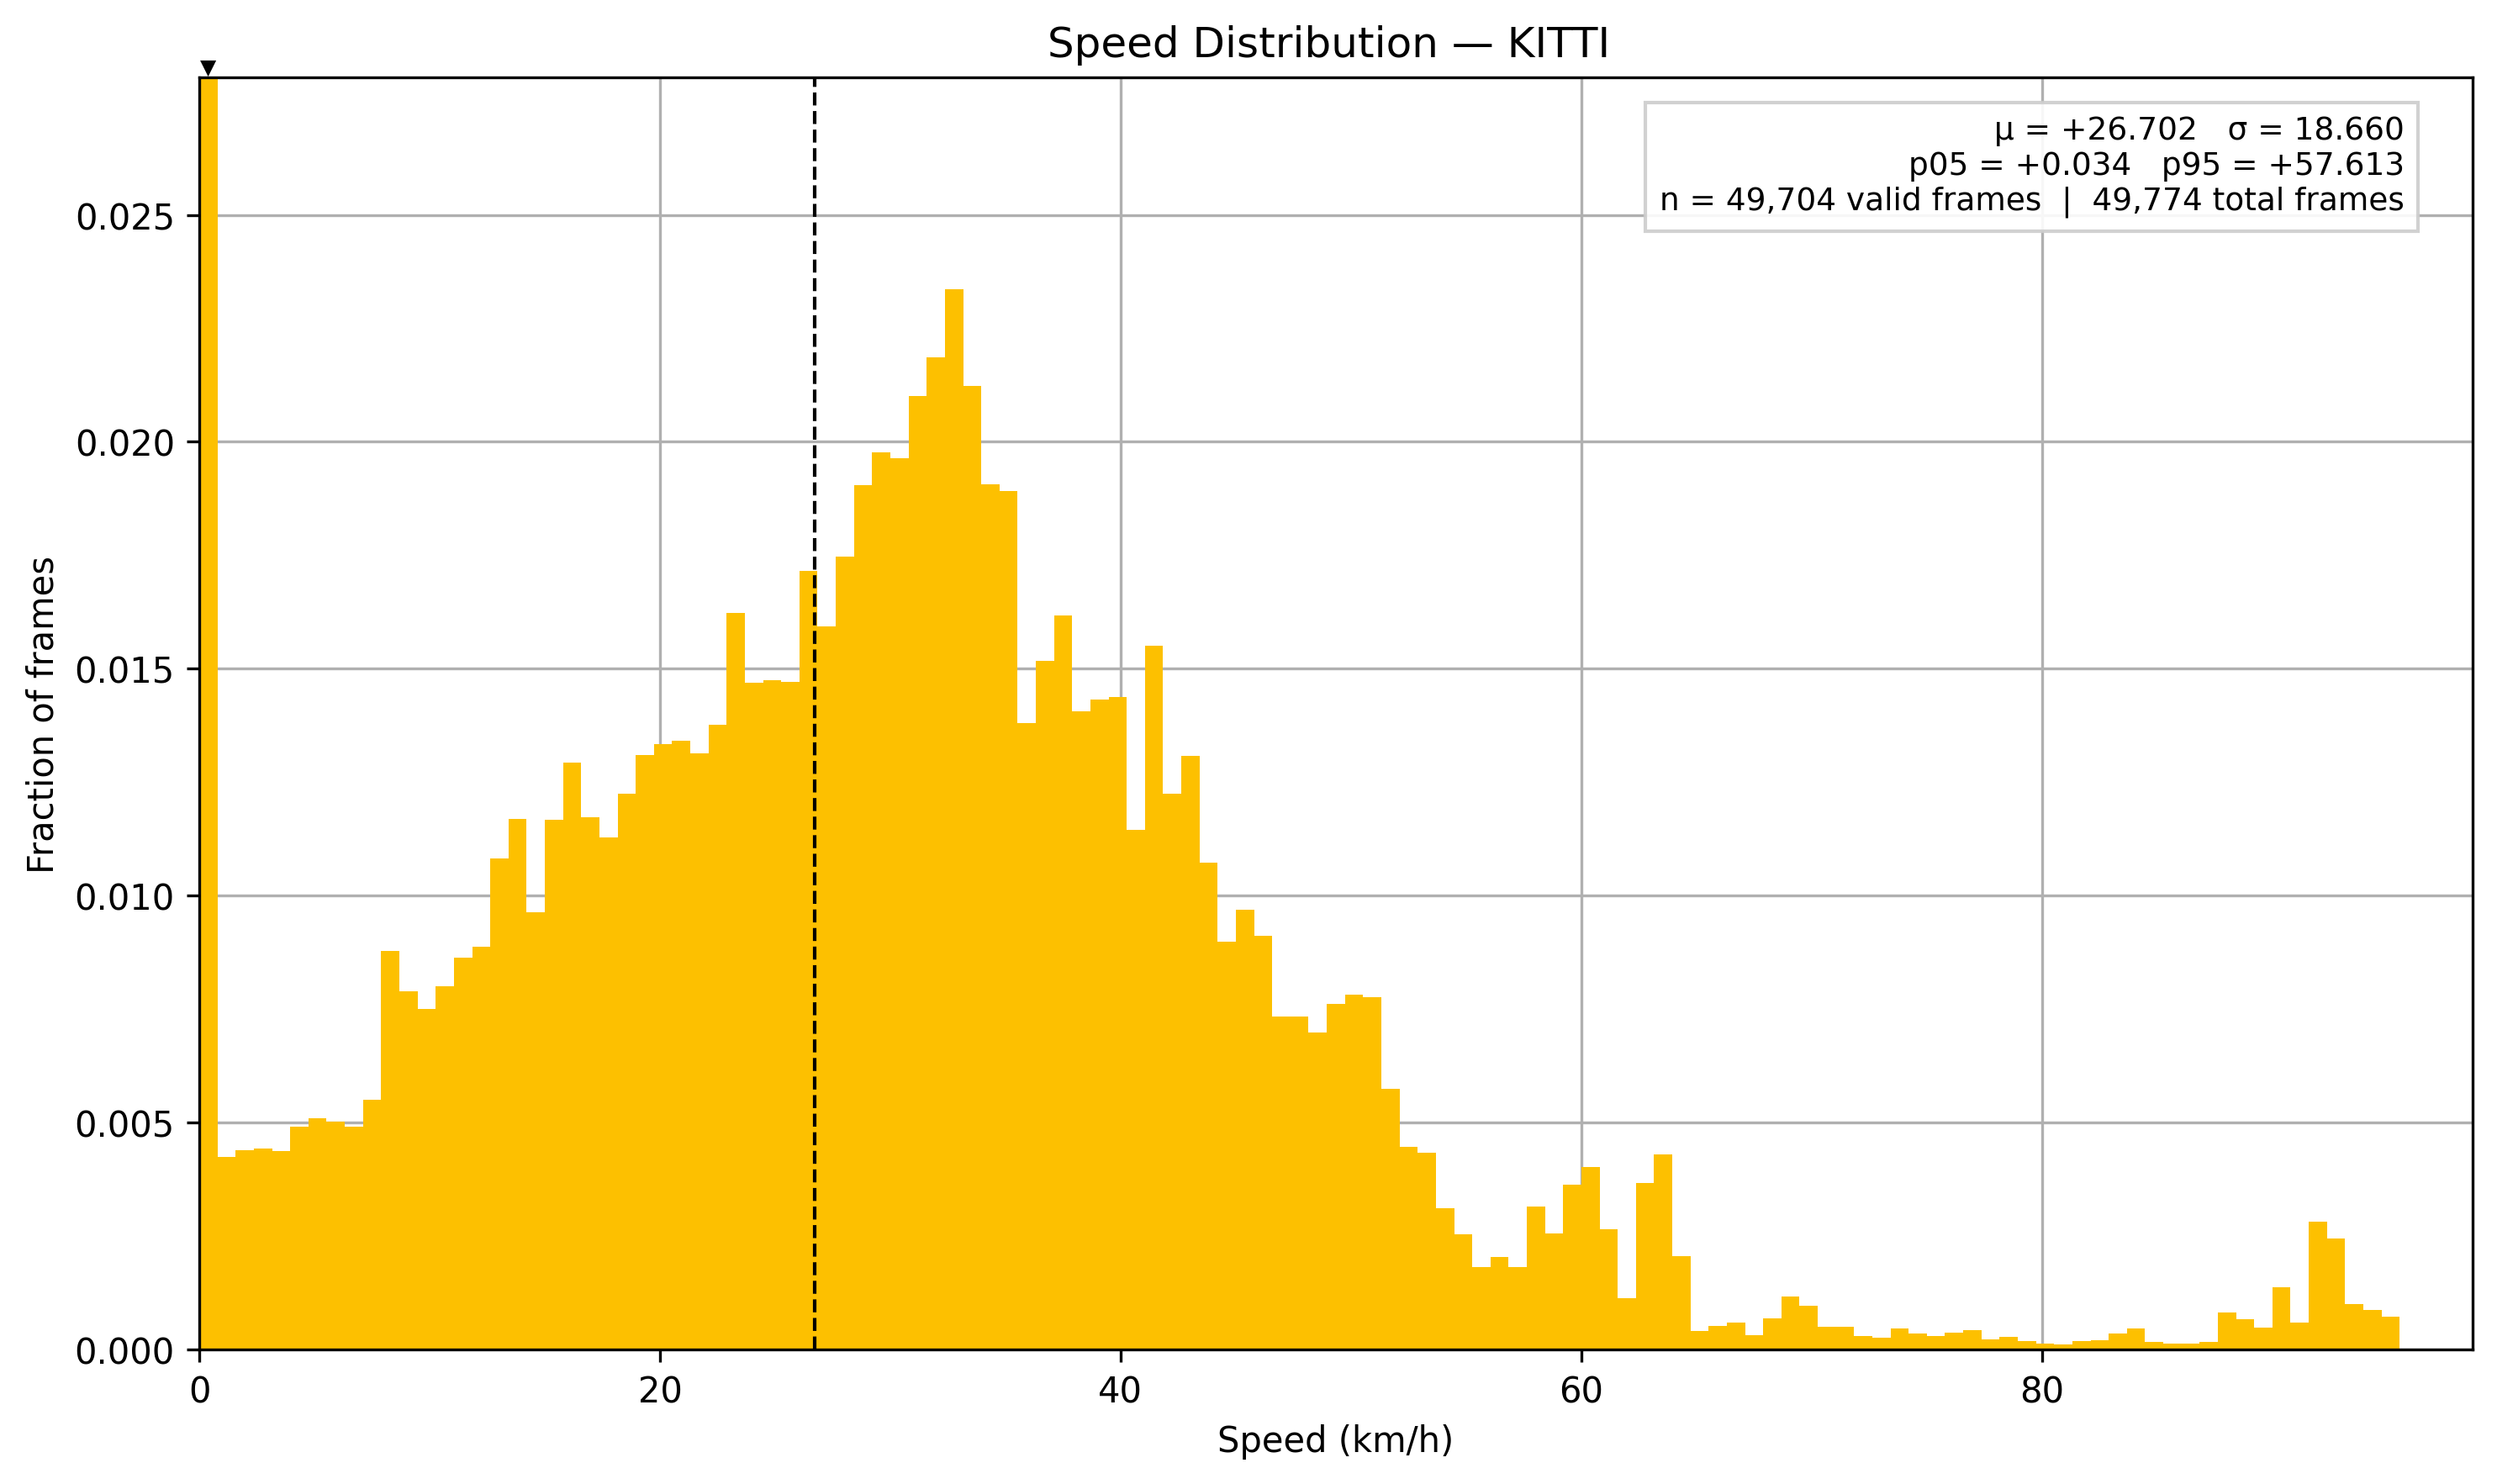 Speed Distribution — KITTI
μ = +26.702   σ = 18.660
p05 = +0.034   p95 = +57.613
n = 49,704 valid frames  |  49,774 total frames
Fraction of frames
0.025
0.020
0.015
0.010
0.005
0.000
0
20
40
60
80
Speed (km/h)